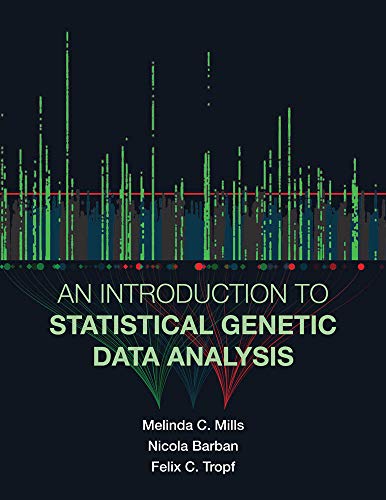 AN INTRODUCTION TO
STATISTICAL GENETIC
DATA ANALYSIS
Melinda C. Mills
Nicola Barban
Felix C. Tropf